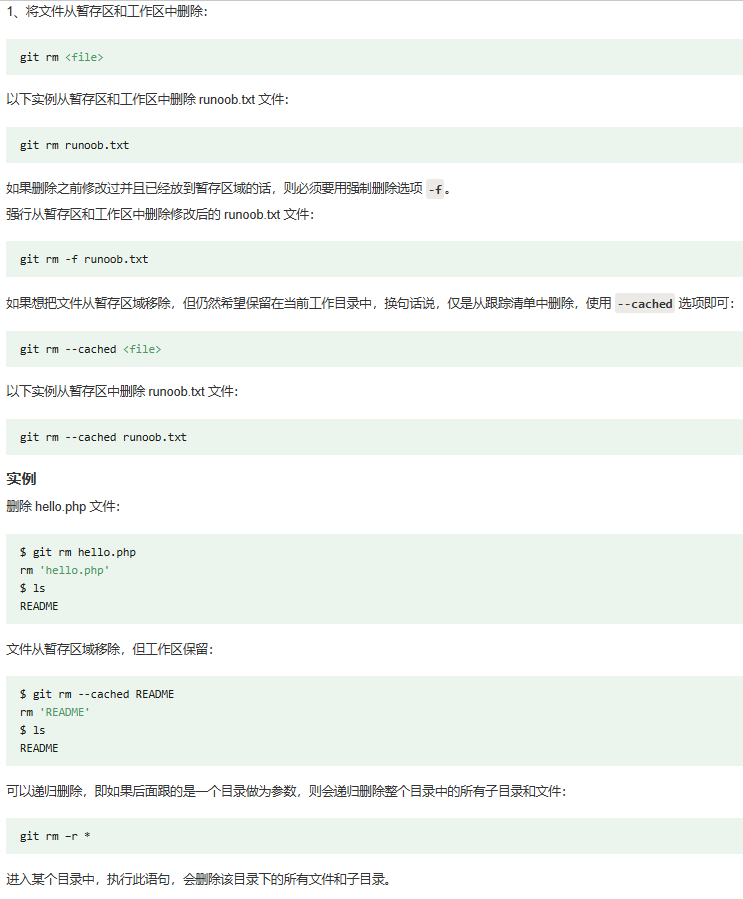 1、将文件从暂存区和工作区中删除：
git rm <file>
以下实例从暂存区和工作区中删除 runoob.txt 文件：
git rm runoob.txt
如果删除之前修改过并且已经放到暂存区域的话，则必须要用强制删除选项 -f。
强行从暂存区和工作区中删除修改后的 runoob.txt 文件：
git rm -f runoob.txt
如果想把文件从暂存区域移除，但仍然希望保留在当前工作目录中，换句话说，仅是从跟踪清单中删除，使用 --cached 选项即可：
git rm --cached <file>
以下实例从暂存区中删除 runoob.txt 文件：
git rm --cached runoob.txt
实例
删除 hello.php 文件：
$ git rm hello.php
rm 'hello.php'
$ ls
README
文件从暂存区域移除，但工作区保留：
$ git rm --cached README
rm 'README'
$ ls
README
可以递归删除，即如果后面跟的是一个目录做为参数，则会递归删除整个目录中的所有子目录和文件：
git rm –r *
进入某个目录中，执行此语句，会删除该目录下的所有文件和子目录。